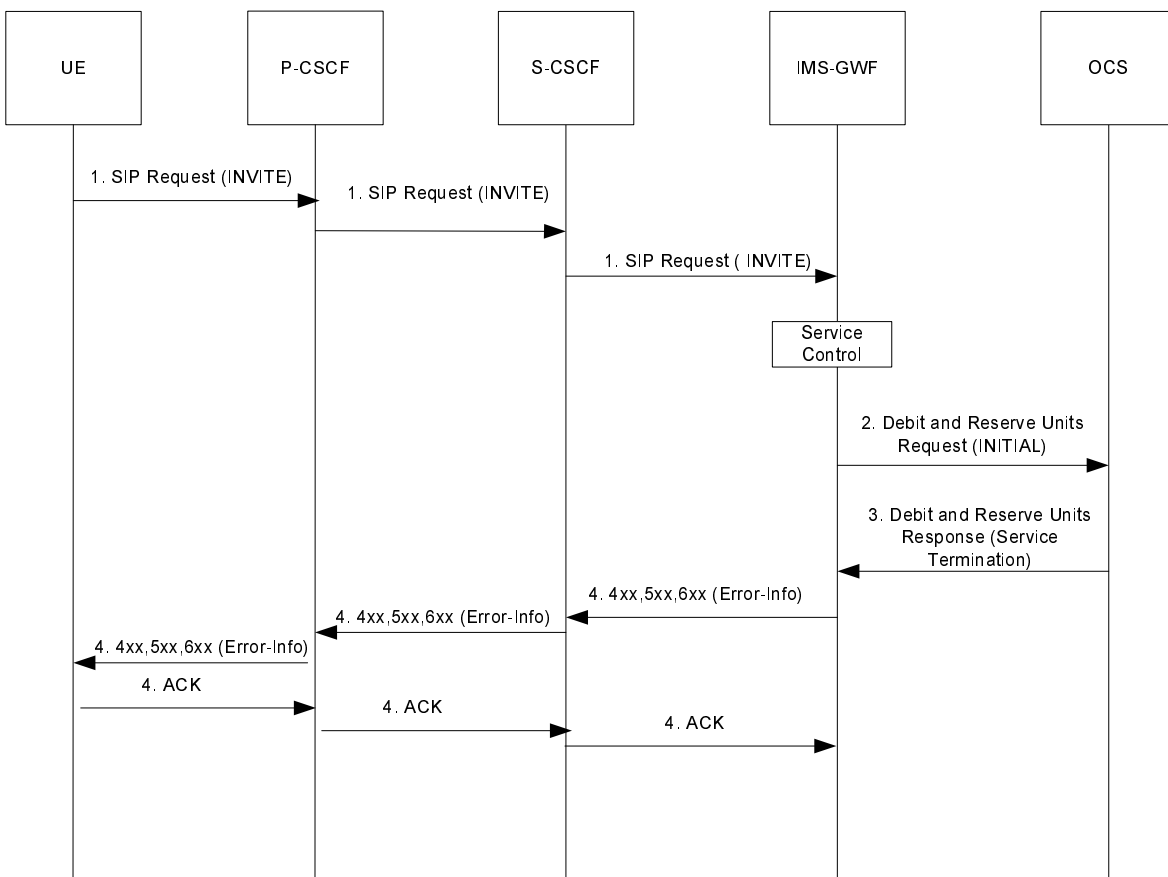 UE
P-CSCF
S-CSCF
IMS-GWF
OCS
1. SIP Request (INVITE)
1. SIP Request (INVITE)
1. SIP Request ( INVITE)
Service
Control
2. Debit and Reserve Units
Request (INITIAL)
3. Debit and Reserve Units
Response (Service
Termination)
4. 4xx,5xx,6xx (Error-Info)
4. 4xx,5xx,6xx (Error-Info)
4. 4xx,5xx,6xx (Error-Info)
4. ACK
4. ACK
4. ACK